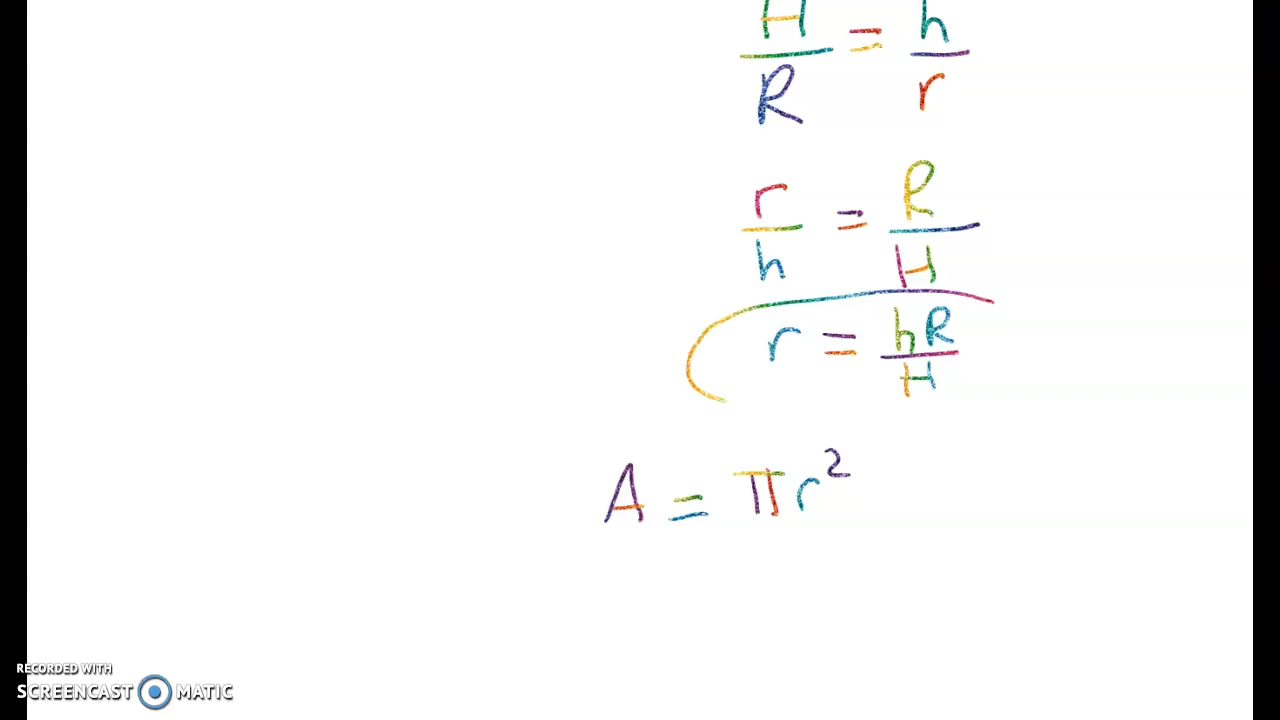 H/R = h/r
r/h = R/H
r = hR/H
A = πr²
RECORDED WITH
SCREENCAST MATIC